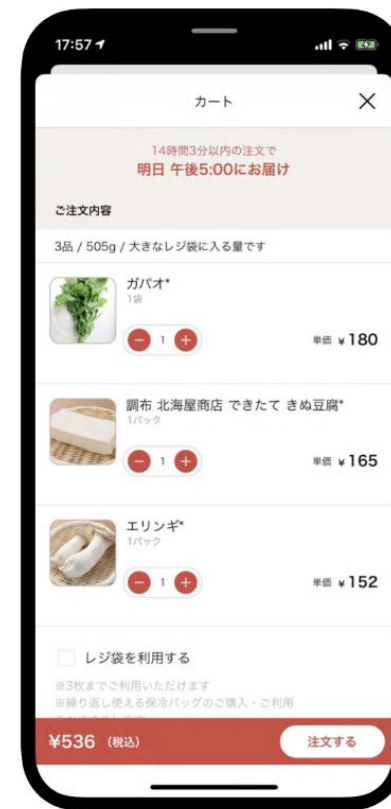 17:57
カート
14時間3分以内の注文で
明日 午後5:00にお届け
ご注文内容
3品 / 505g / 大きなレジ袋に入る量です
ガパオ*
1袋
1
単価 ¥180
調布 北海屋商店 できたて きぬ豆腐*
1パック
1
単価 ¥165
エリンギ*
1パック
1
単価 ¥152
レジ袋を利用する
※3枚までご利用いただけます
※繰り返し使える保冷バッグのご購入・ご利用
¥536 (税込)
注文する